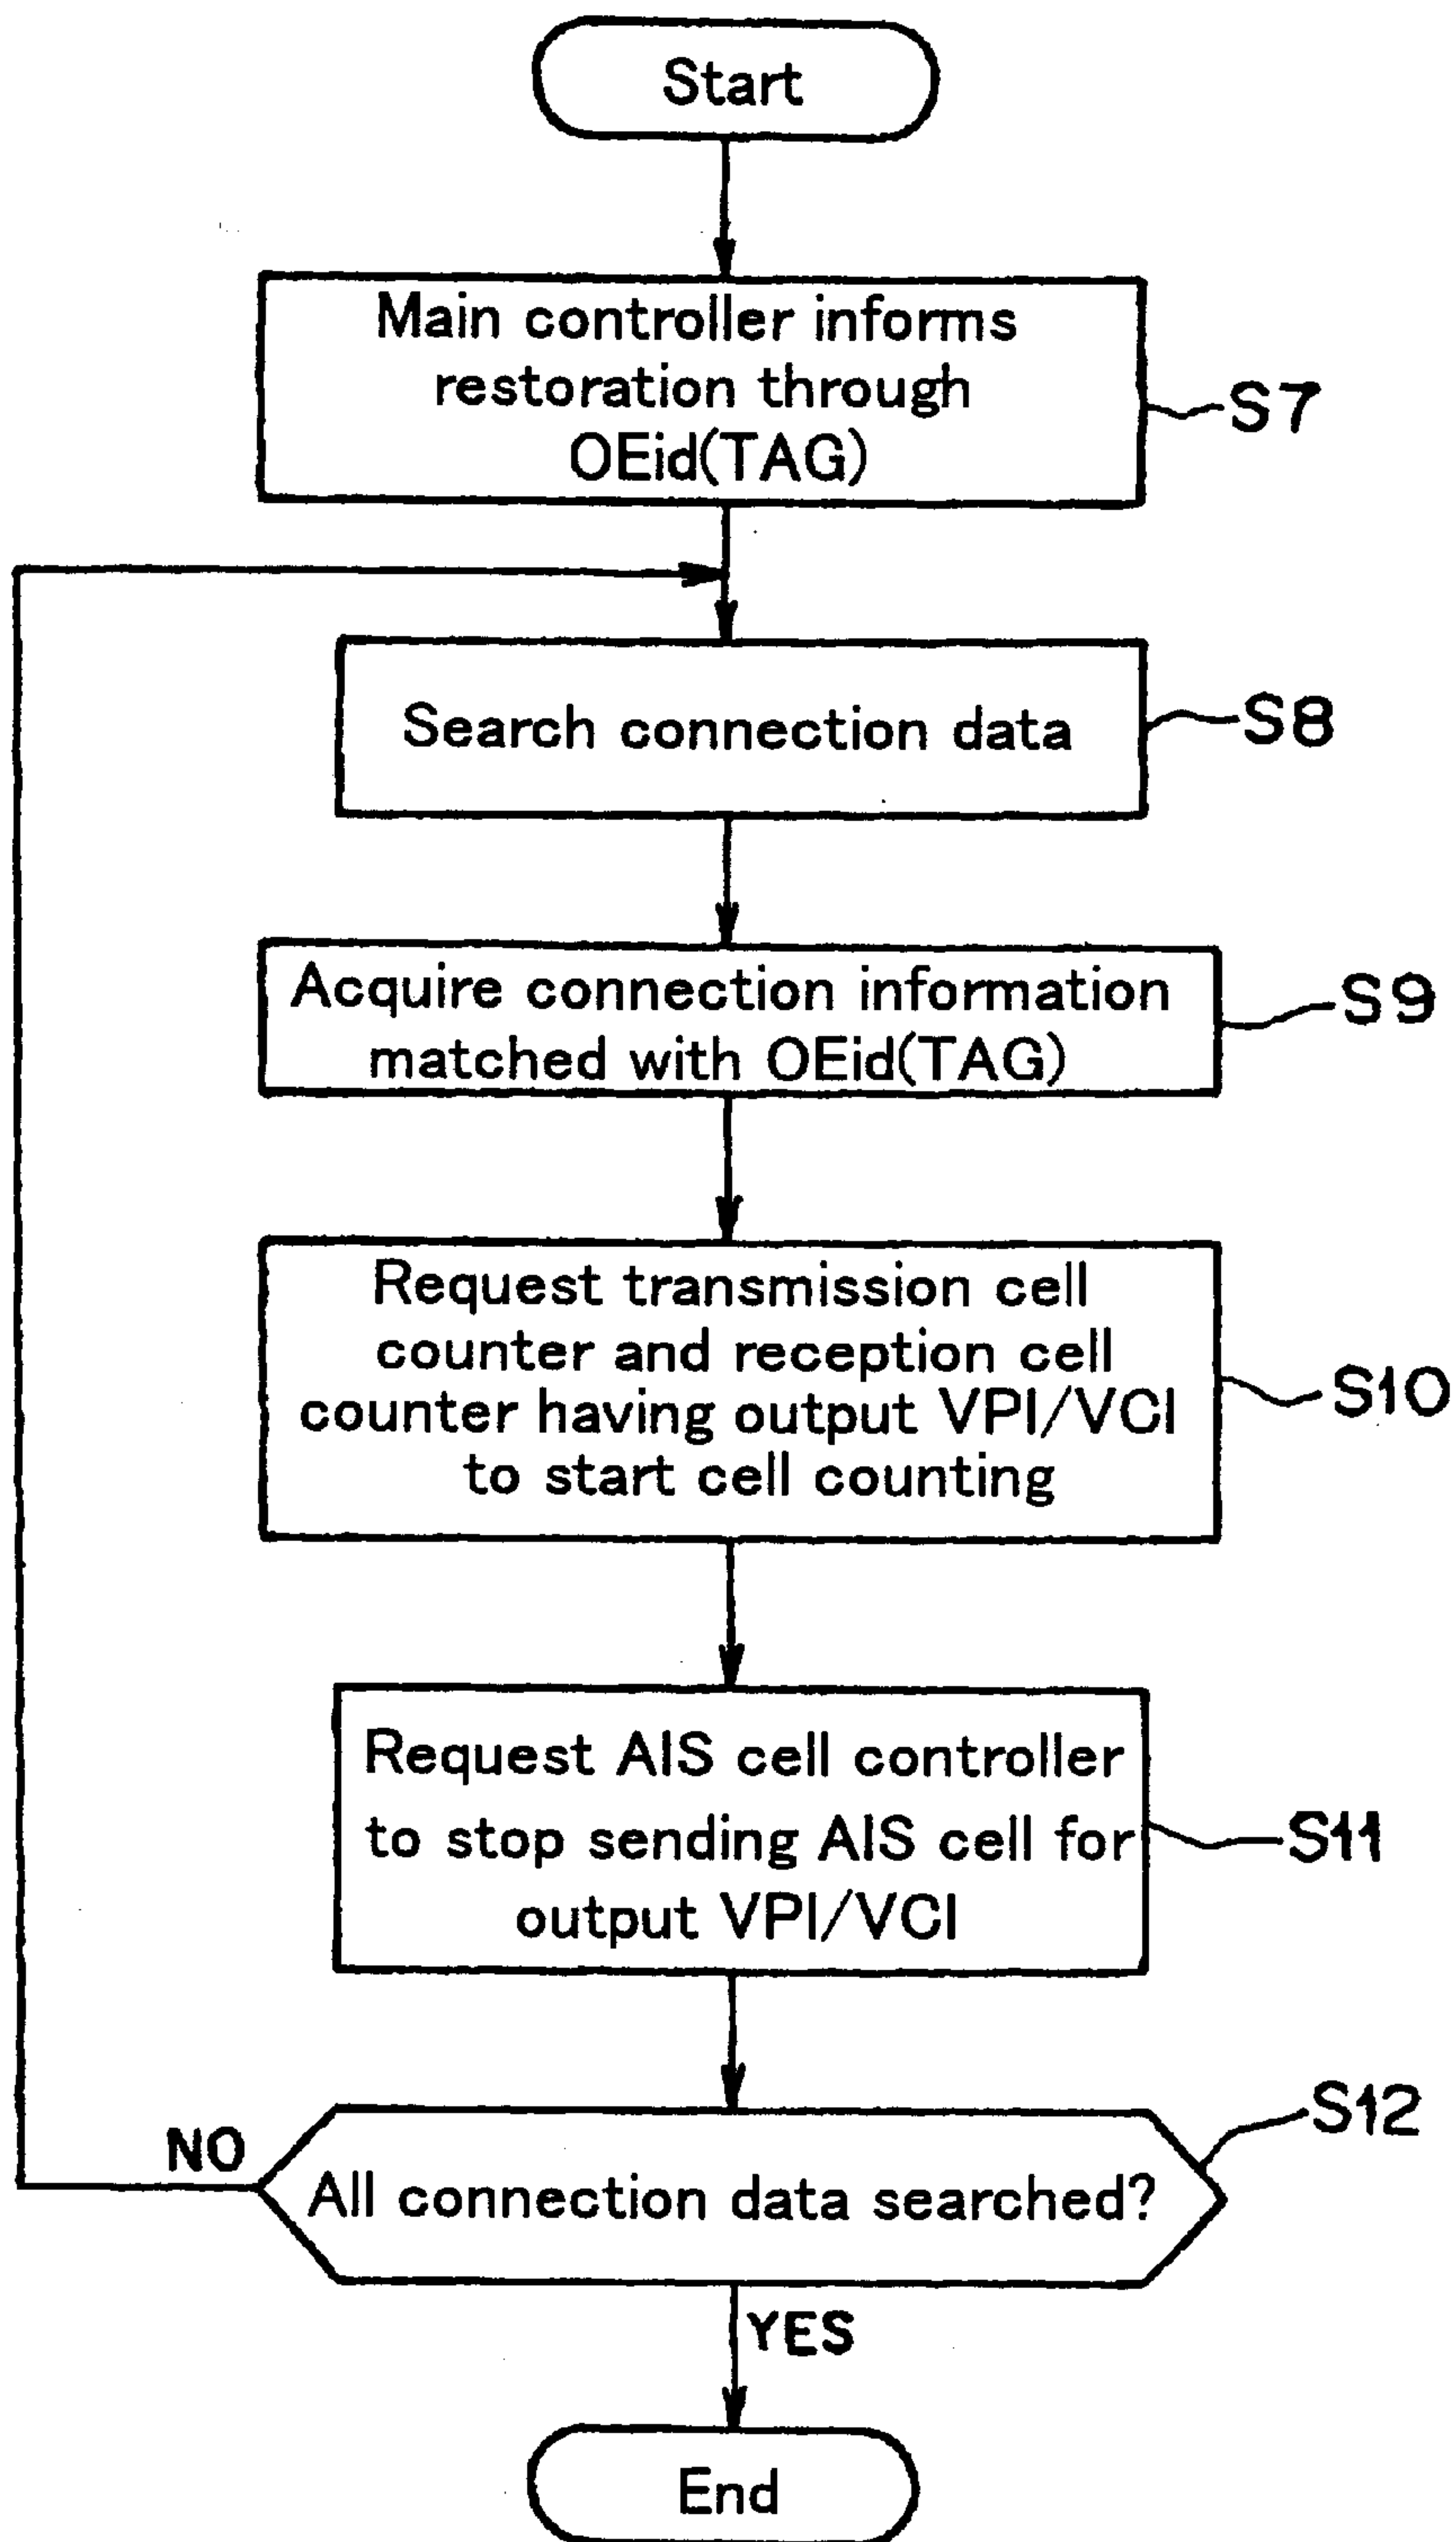 Start
Main controller informs
restoration through
OEid(TAG)
S7
Search connection data
S8
Acquire connection information
matched with OEid(TAG)
S9
Request transmission cell
counter and reception cell
counter having output VPI/VCI
to start cell counting
S10
Request AIS cell controller
to stop sending AIS cell for
output VPI/VCI
S11
All connection data searched?
S12
NO
YES
End